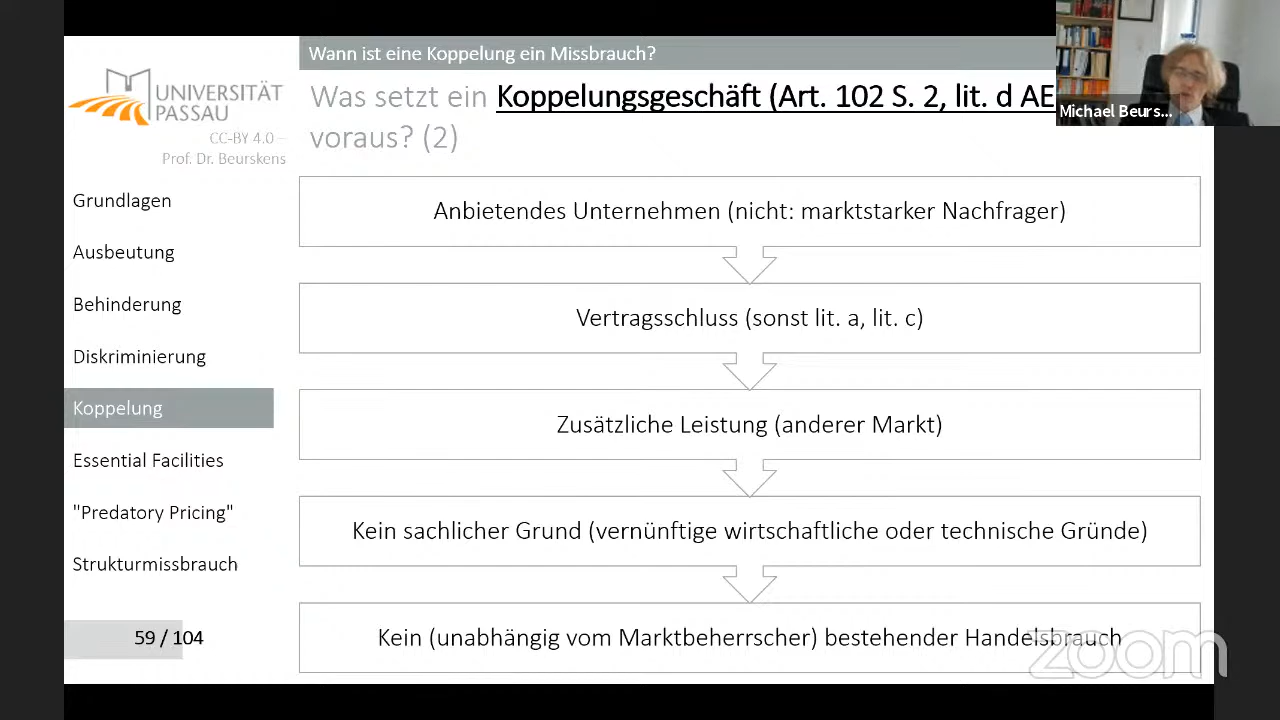 Wann ist eine Koppelung ein Missbrauch?
Was setzt ein Koppelungsgeschäft (Art. 102 S. 2, lit. d AE
voraus? (2)
UNIVERSITÄT
PASSAU
CC-BY 4.0 –
Prof. Dr. Beurskens
Michael Beurs...
Grundlagen
Ausbeutung
Behinderung
Diskriminierung
Koppelung
Essential Facilities
"Predatory Pricing"
Strukturmissbrauch
59 / 104
Anbietendes Unternehmen (nicht: marktstarker Nachfrager)
Vertragsschluss (sonst lit. a, lit. c)
Zusätzliche Leistung (anderer Markt)
Kein sachlicher Grund (vernünftige wirtschaftliche oder technische Gründe)
Kein (unabhängig vom Marktbeherrscher) bestehender Handelsbrauch
zoom